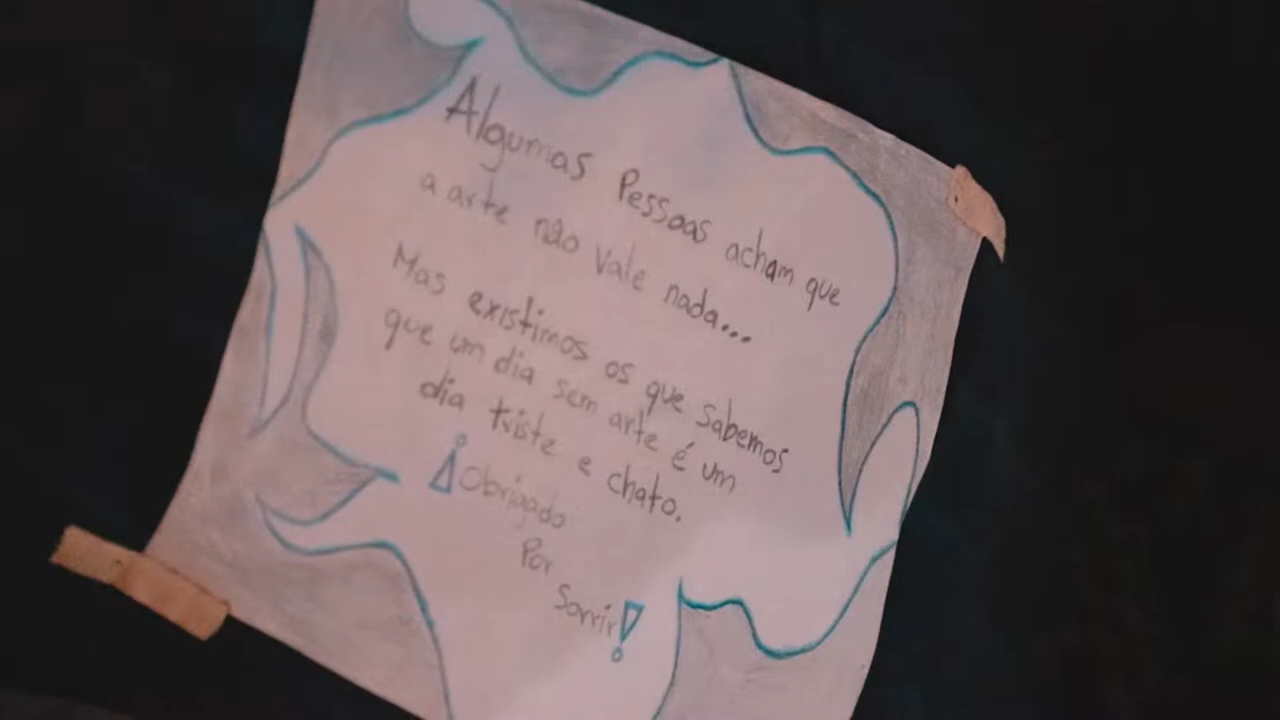 Algumas Pessoas acham que
a arte não vale nada...
Mas existimos os que sabemos
que um dia sem arte é um
dia triste e chato.
¡Obrigado
Por
Sorrir!